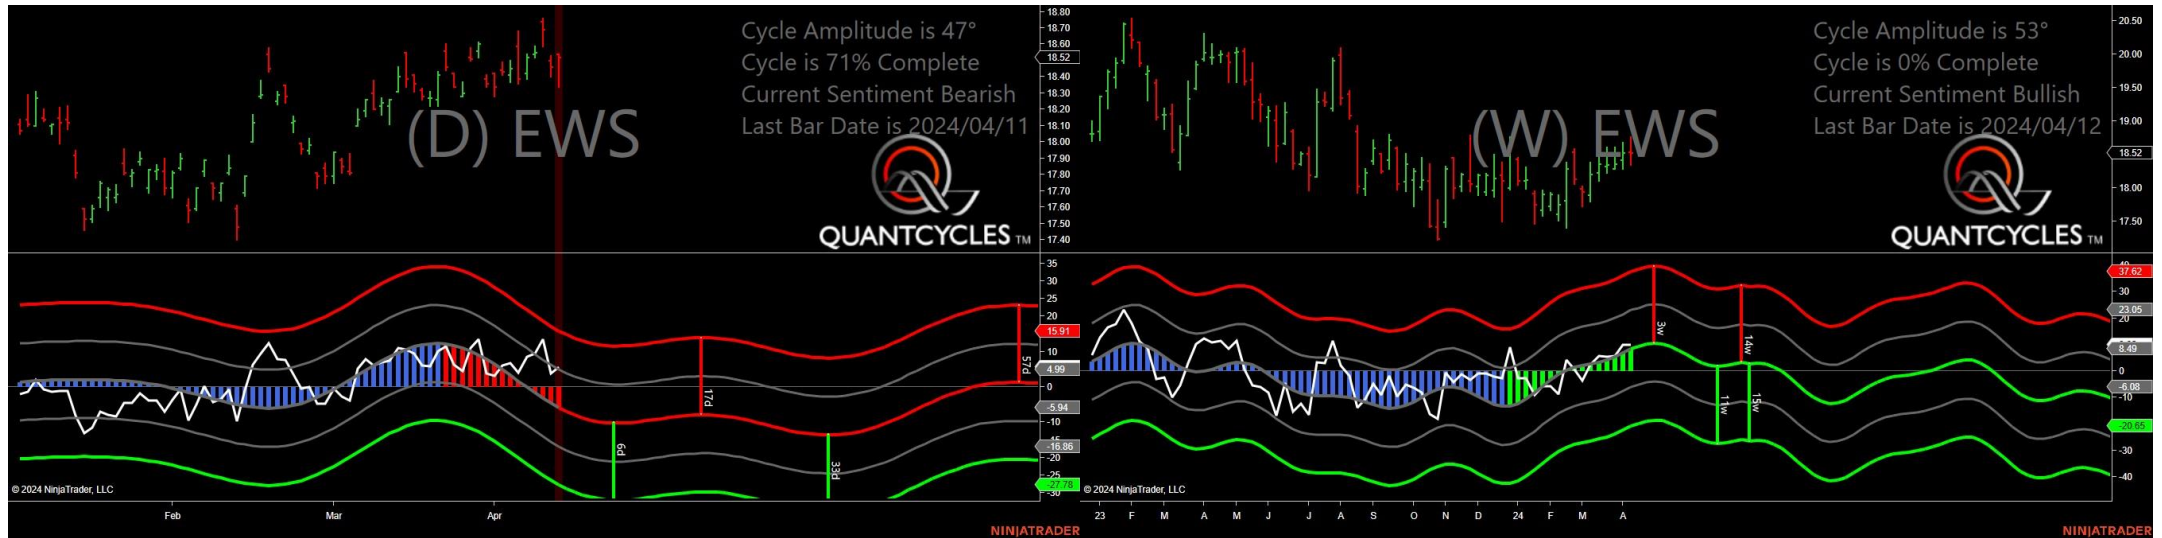 Cycle Amplitude is 47°
Cycle is 71% Complete
Current Sentiment Bearish
Last Bar Date is 2024/04/11
(D) EWS
QUANTCYCLES TM
18.80
18.70
18.60
18.52
18.40
18.30
18.20
18.10
18.00
17.90
17.80
17.70
17.60
17.50
17.40
35
30
25
20
15.91
10
4.99
0
-5.94
-10
-16.86
-20
-25
-27.78
-30
6d
17d
33d
57d
© 2024 NinjaTrader, LLC
Feb Mar Apr
NINJATRADER
Cycle Amplitude is 53°
Cycle is 0% Complete
Current Sentiment Bullish
Last Bar Date is 2024/04/12
(W) EWS
QUANTCYCLES TM
20.50
20.00
19.50
19.00
18.52
18.00
17.50
40
37.62
30
23.05
20
8.49
0
-6.08
-10
-20.65
-30
-40
3w
14w
11w
15w
© 2024 NinjaTrader, LLC
23 F M A M J J A S O N D 24 F M A
NINJATRADER